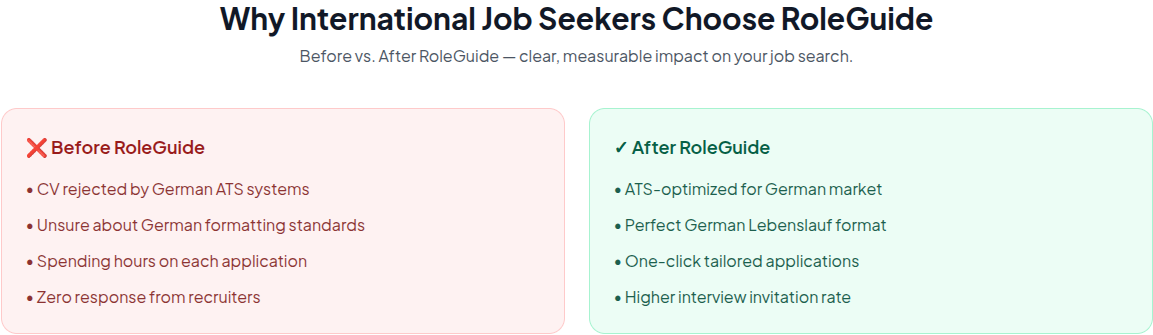 Why International Job Seekers Choose RoleGuide
Before vs. After RoleGuide — clear, measurable impact on your job search.
❌ Before RoleGuide
• CV rejected by German ATS systems
• Unsure about German formatting standards
• Spending hours on each application
• Zero response from recruiters
✓ After RoleGuide
• ATS-optimized for German market
• Perfect German Lebenslauf format
• One-click tailored applications
• Higher interview invitation rate